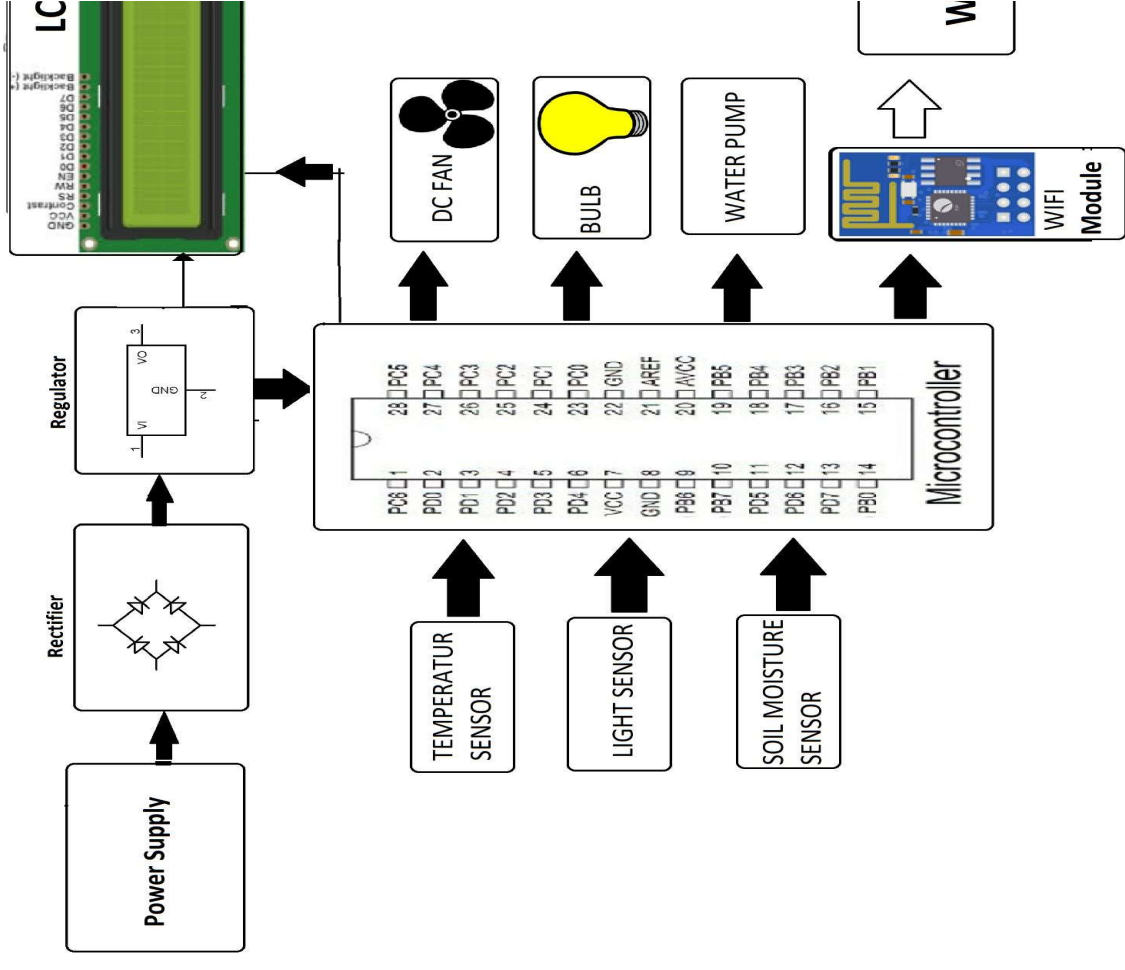 LC
Backlight (-)
Backlight (+)
D7
D6
D5
D4
D3
D2
D1
D0
EN
RW
RS
Contrast
VCC
GND
W
DC FAN
BULB
WATER PUMP
WIFI
Module
Regulator
1
VI
VO
3
GND
2
Rectifier
Power Supply
28 PC5
27 PC4
26 PC3
25 PC2
24 PC1
23 PC0
22 GND
21 AREF
20 AVCC
19 PB5
18 PB4
17 PB3
16 PB2
15 PB1
PC6 1
PD0 2
PD1 3
PD2 4
PD3 5
PD4 6
VCC 7
GND 8
PB6 9
PB7 10
PD5 11
PD6 12
PD7 13
PB0 14
Microcontroller
TEMPERATUR
SENSOR
LIGHT SENSOR
SOIL MOISTURE
SENSOR